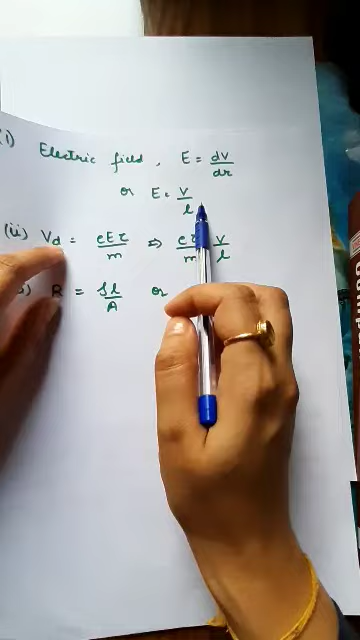 (i) Electric field, E = dV/dr
or E = V/l
(ii) Vd = eEτ/m ⇒ eτ/m V/l
R = ρl/A or